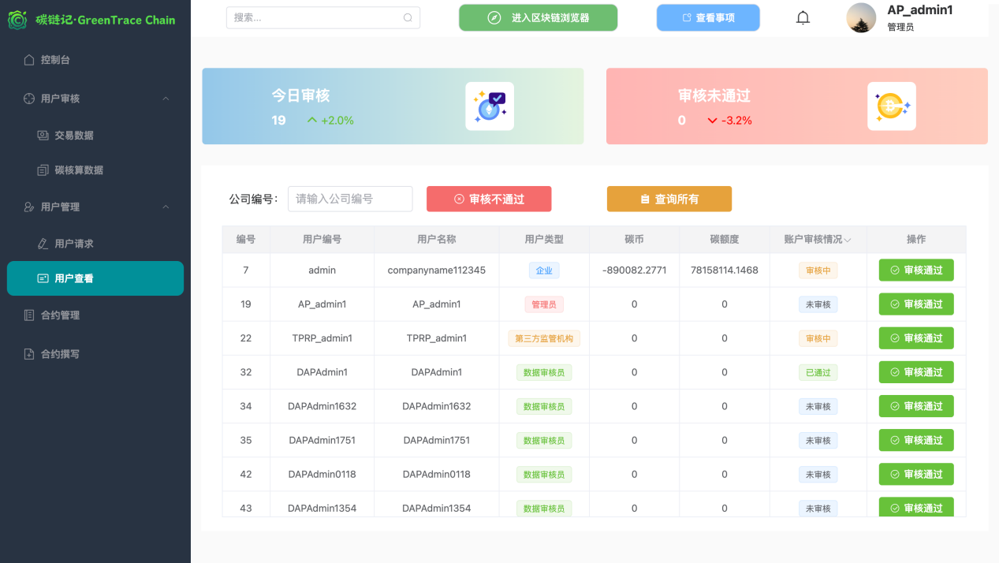 碳链记·GreenTrace Chain
搜索...
进入区块链浏览器
查看事项
AP_admin1
管理员
控制台
用户审核
交易数据
碳核算数据
用户管理
用户请求
用户查看
合约管理
合约撰写
今日审核
19 +2.0%
审核未通过
0 -3.2%
公司编号： 请输入公司编号 审核不通过 查询所有
编号 用户编号 用户名称 用户类型 碳币 碳额度 账户审核情况 操作
7 admin companyname112345 企业 -890082.2771 78158114.1468 审核中 审核通过
19 AP_admin1 AP_admin1 管理员 0 0 未审核 审核通过
22 TPRP_admin1 TPRP_admin1 第三方监管机构 0 0 审核中 审核通过
32 DAPAdmin1 DAPAdmin1 数据审核员 0 0 已通过 审核通过
34 DAPAdmin1632 DAPAdmin1632 数据审核员 0 0 未审核 审核通过
35 DAPAdmin1751 DAPAdmin1751 数据审核员 0 0 未审核 审核通过
42 DAPAdmin0118 DAPAdmin0118 数据审核员 0 0 未审核 审核通过
43 DAPAdmin1354 DAPAdmin1354 数据审核员 0 0 未审核 审核通过